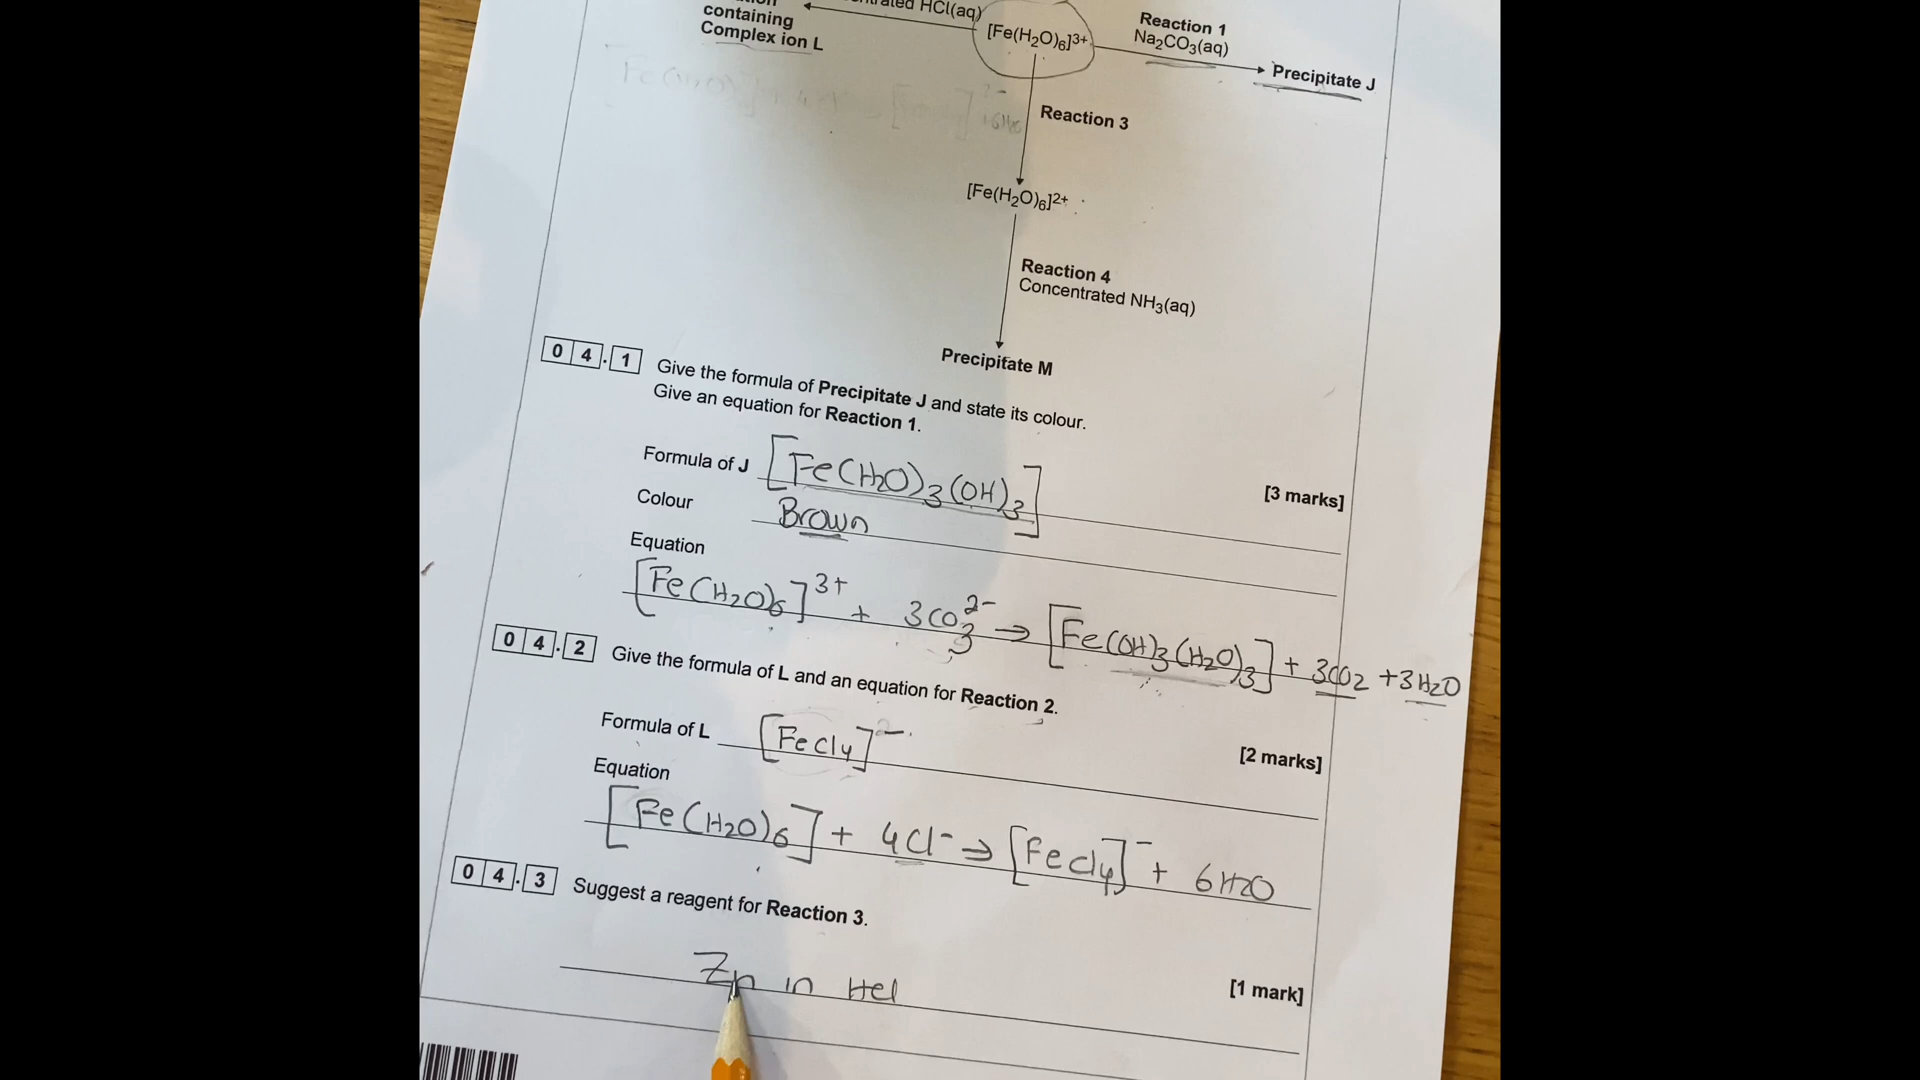 HCl(aq)
containing
Complex ion L
[Fe(H₂O)₆]³⁺
Reaction 1
Na₂CO₃(aq)
Precipitate J
Reaction 3
[Fe(H₂O)₆]²⁺
Reaction 4
Concentrated NH₃(aq)
Precipitate M
0 4 . 1 Give the formula of Precipitate J and state its colour.
Give an equation for Reaction 1.
[3 marks]
Formula of J [Fe(H₂O)₃(OH)₃]
Colour Brown
Equation
[Fe(H₂O)₆]³⁺ + 3CO₃²⁻ → [Fe(OH)₃(H₂O)₃] + 3CO₂ + 3H₂O
0 4 . 2 Give the formula of L and an equation for Reaction 2.
[2 marks]
Formula of L [FeCl₄]⁻
Equation
[Fe(H₂O)₆] + 4Cl⁻ → [FeCl₄]⁻ + 6H₂O
0 4 . 3 Suggest a reagent for Reaction 3.
[1 mark]
Zn in HCl